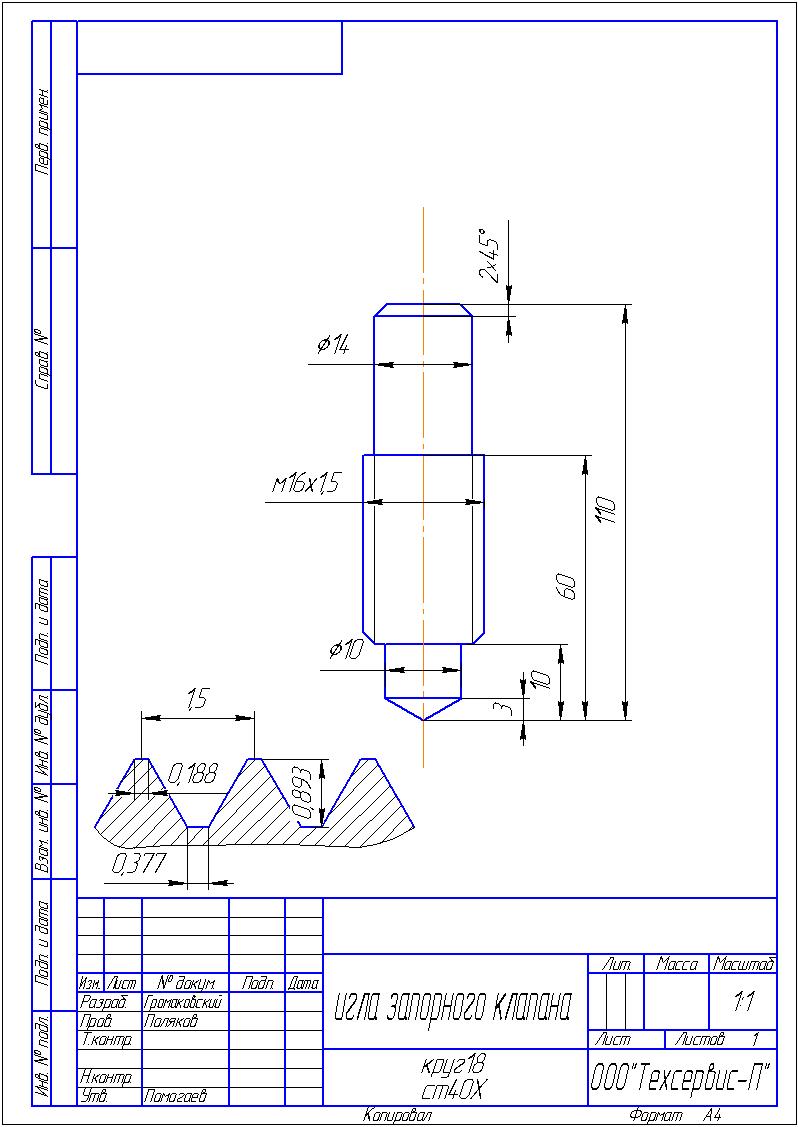 Перв. примен.
Справ. №
Подп. и дата
Инв. № дубл.
Взам. инв. №
Подп. и дата
Инв. № подл.
2x45°
⌀14
м16х1,5
110
60
⌀10
10
3
1,5
0,188
0,893
0,377
Изм. Лист № докум. Подп. Дата
Разраб. Громаковский
Пров. Поляков
Т.контр.
Н.контр.
Утв. Помогаев
игла запорного клапана
круг18
ст40Х
Лит. Масса Масштаб
1:1
Лист Листов 1
ООО"Техсервис-П"
Копировал Формат А4